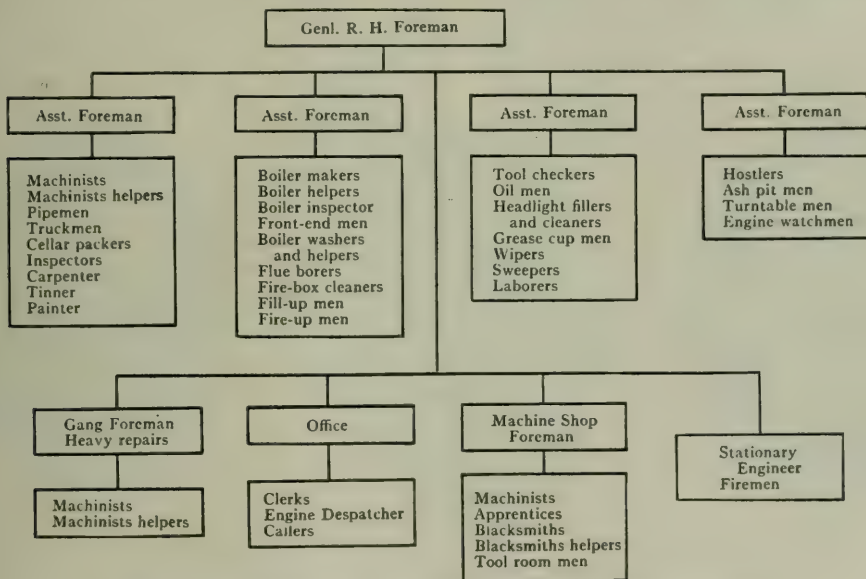 Genl. R. H. Foreman
Asst. Foreman
Machinists
Machinists helpers
Pipemen
Truckmen
Cellar packers
Inspectors
Carpenter
Tinner
Painter
Asst. Foreman
Boiler makers
Boiler helpers
Boiler inspector
Front-end men
Boiler washers
and helpers
Flue borers
Fire-box cleaners
Fill-up men
Fire-up men
Asst. Foreman
Tool checkers
Oil men
Headlight fillers
and cleaners
Grease cup men
Wipers
Sweepers
Laborers
Asst. Foreman
Hostlers
Ash pit men
Turntable men
Engine watchmen
Gang Foreman
Heavy repairs
Machinists
Machinists helpers
Office
Clerks
Engine Despatcher
Callers
Machine Shop
Foreman
Machinists
Apprentices
Blacksmiths
Blacksmiths helpers
Tool room men
Stationary
Engineer
Firemen